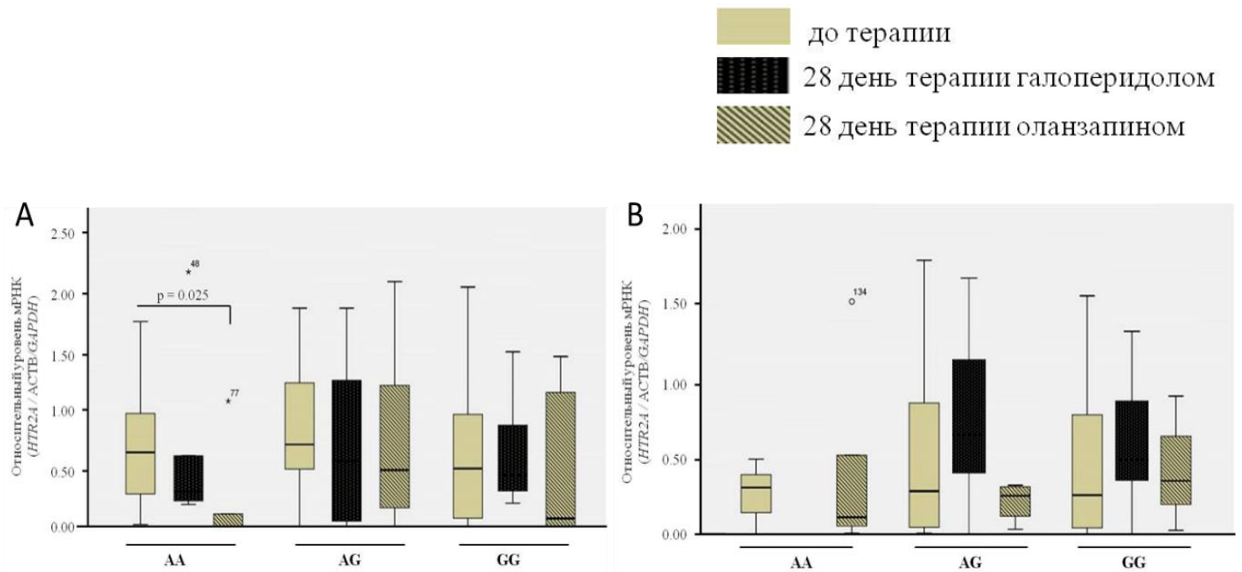 до терапии
28 день терапии галоперидолом
28 день терапии оланзапином
A
Относительный уровень мРНК
(HTR2A / ACTB/GAPDH)
2.50
2.00
1.50
1.00
0.50
0.00
*48
p = 0.025
*77
AA
AG
GG
B
Относительный уровень мРНК
(HTR2A / ACTB/GAPDH)
2.00
1.50
1.00
0.50
0.00
134
AA
AG
GG